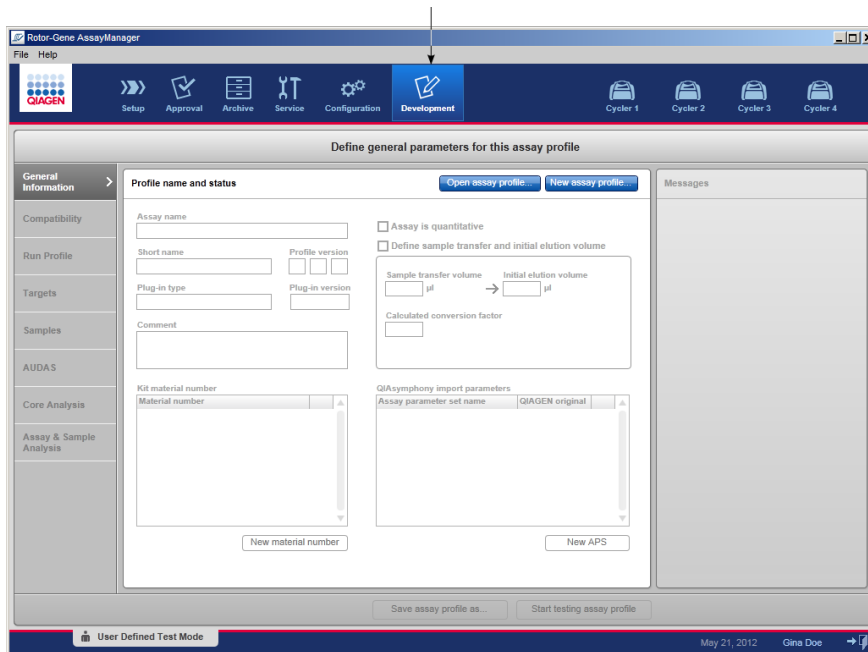 Rotor-Gene AssayManager
File Help
QIAGEN
Setup Approval Archive Service Configuration Development Cycler 1 Cycler 2 Cycler 3 Cycler 4
Define general parameters for this assay profile
General
Information
Compatibility
Run Profile
Targets
Samples
AUDAS
Core Analysis
Assay & Sample
Analysis
Profile name and status Open assay profile... New assay profile...
Assay name
Short name Profile version
Plug-in type Plug-in version
Comment
Assay is quantitative
Define sample transfer and initial elution volume
Sample transfer volume Initial elution volume
µl → µl
Calculated conversion factor
Kit material number
Material number
New material number
QIAsymphony import parameters
Assay parameter set name QIAGEN original
New APS
Messages
Save assay profile as... Start testing assay profile
User Defined Test Mode
May 21, 2012 Gina Doe